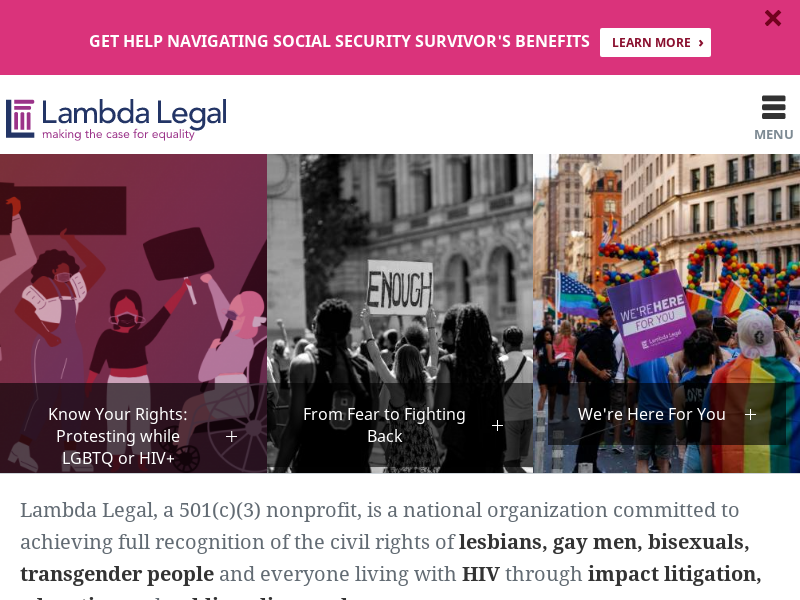 GET HELP NAVIGATING SOCIAL SECURITY SURVIVOR'S BENEFITS
LEARN MORE ›
Lambda Legal
making the case for equality
MENU
ENOUGH
WE'RE HERE
FOR YOU
Lambda Legal
Know Your Rights:
Protesting while
LGBTQ or HIV+
From Fear to Fighting
Back
We're Here For You
Lambda Legal, a 501(c)(3) nonprofit, is a national organization committed to
achieving full recognition of the civil rights of lesbians, gay men, bisexuals,
transgender people and everyone living with HIV through impact litigation,